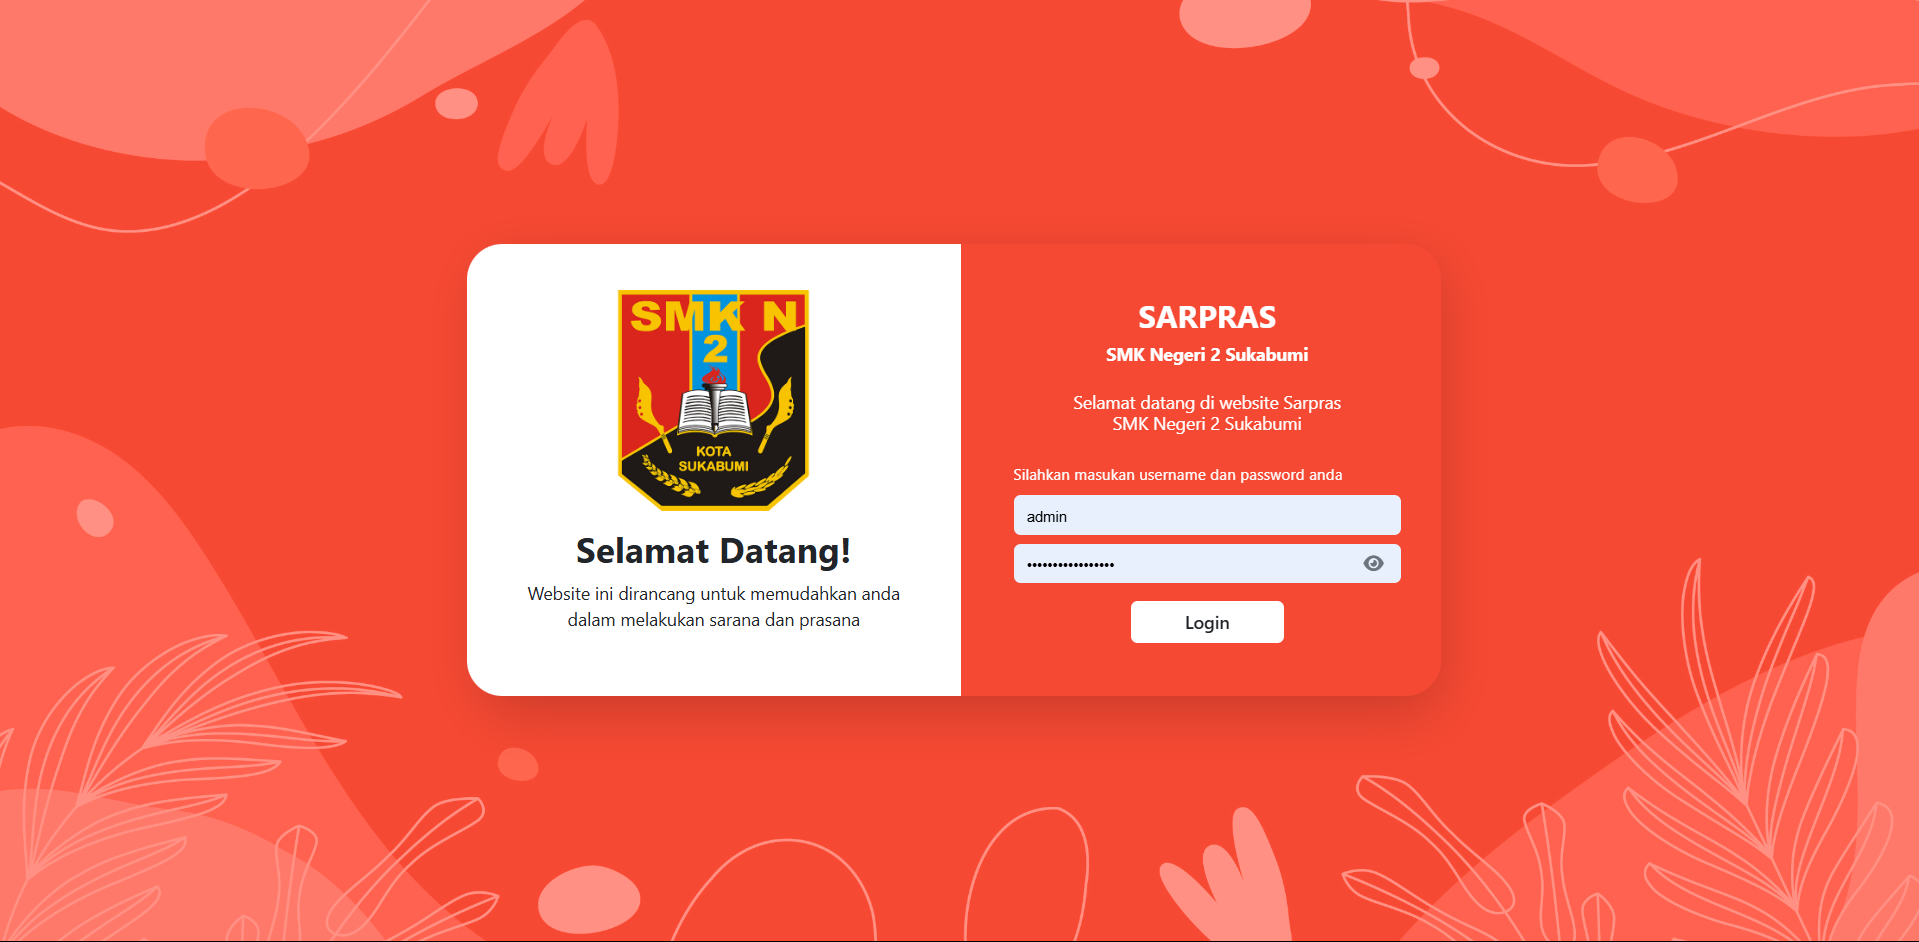 SMK N
2
KOTA
SUKABUMI
Selamat Datang!
Website ini dirancang untuk memudahkan anda
dalam melakukan sarana dan prasana
SARPRAS
SMK Negeri 2 Sukabumi
Selamat datang di website Sarpras
SMK Negeri 2 Sukabumi
Silahkan masukan username dan password anda
admin
•••••••••••••••••
Login